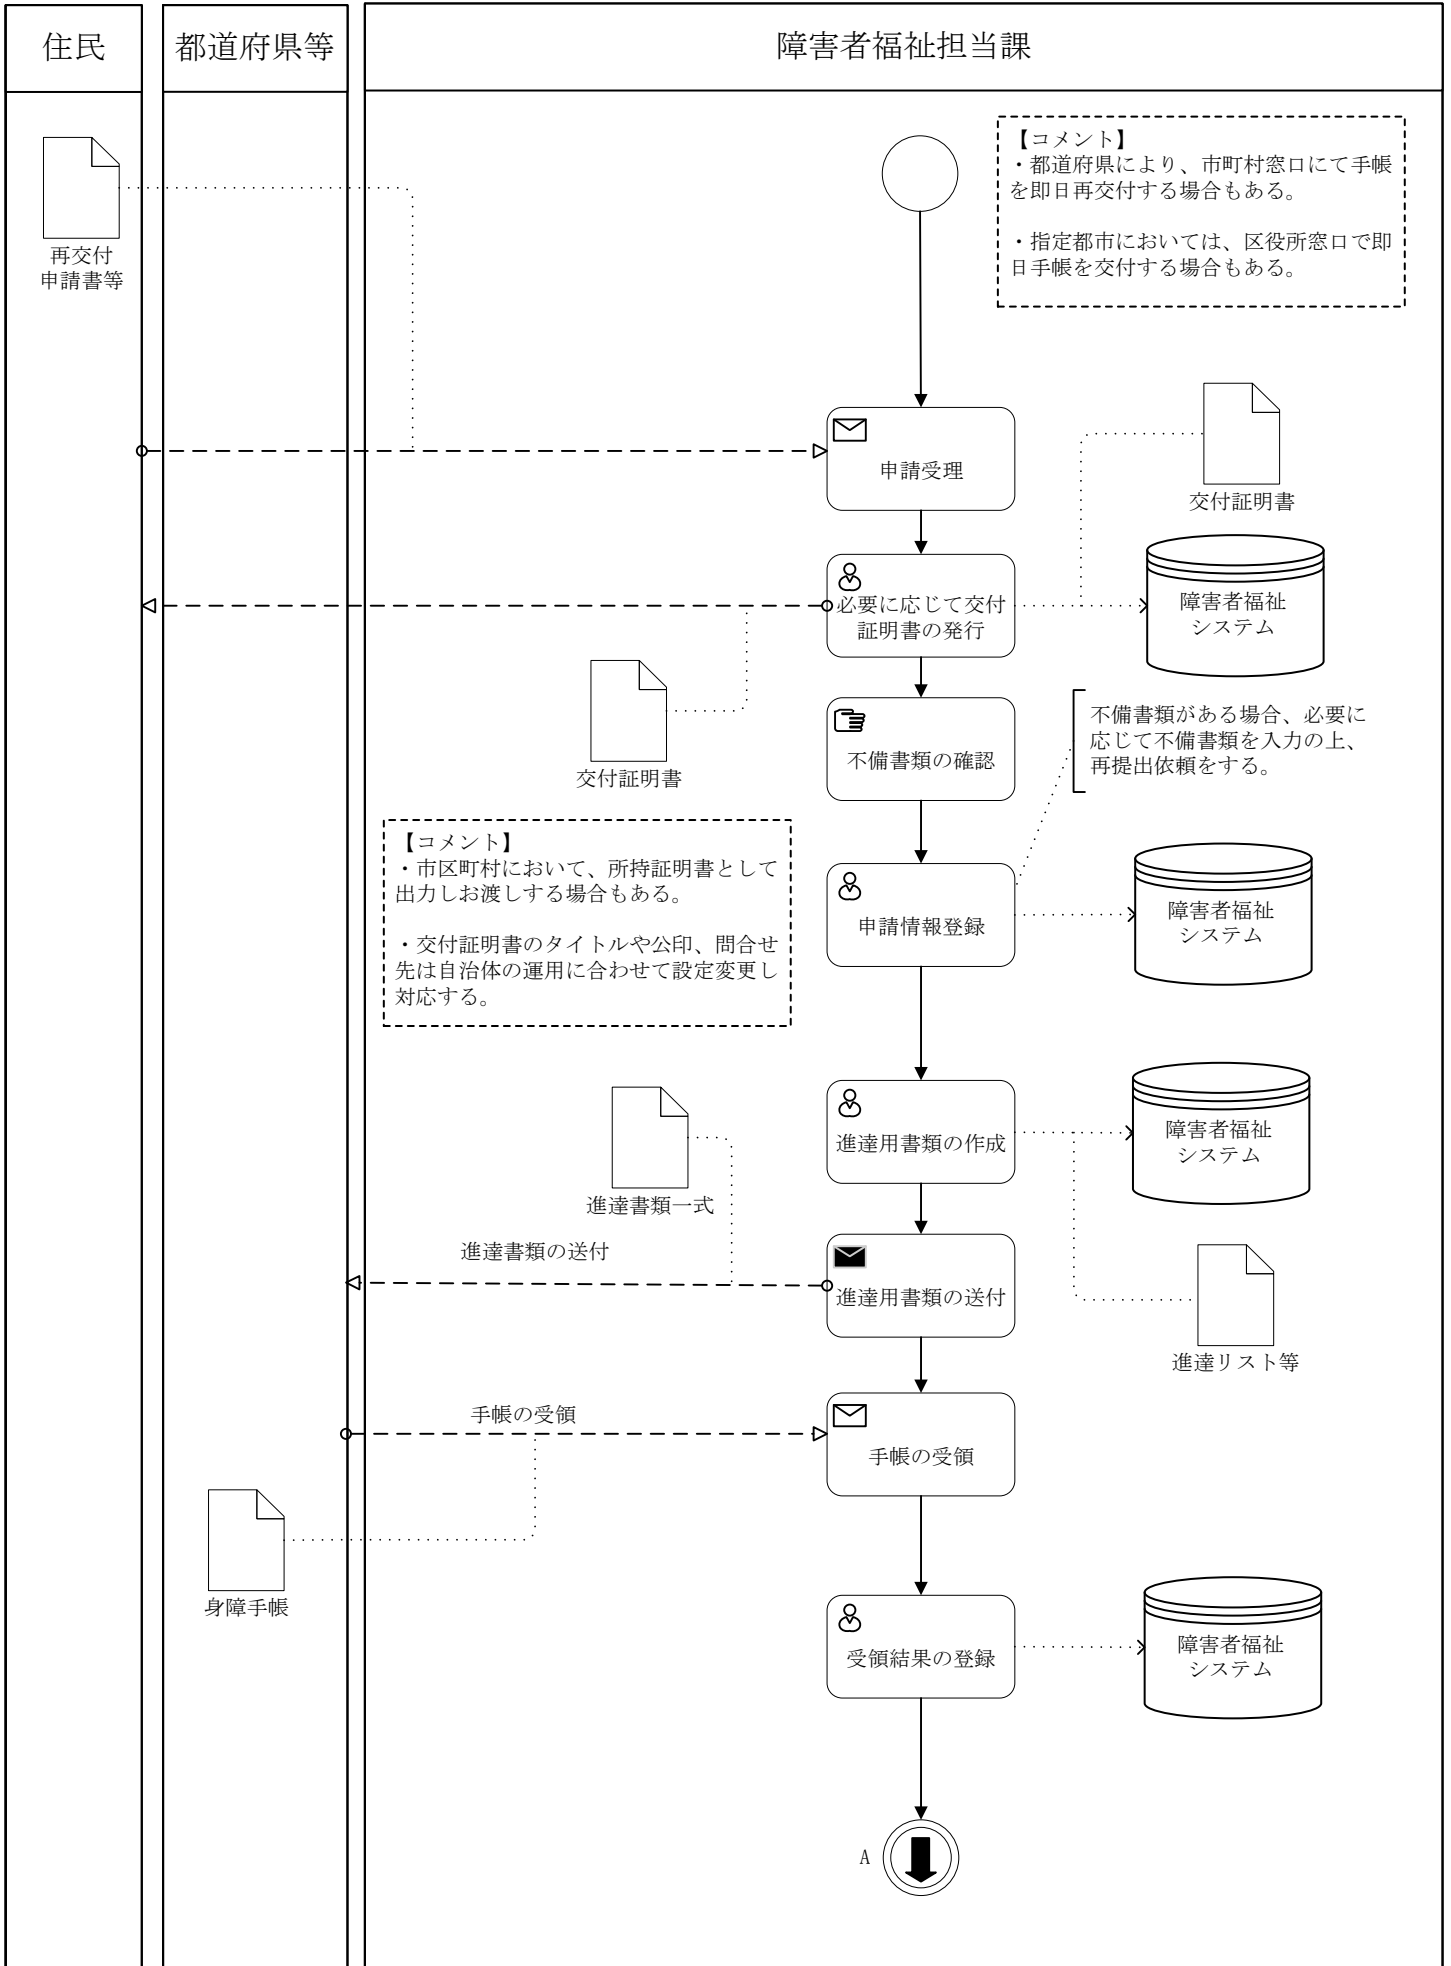 住民
都道府県等
障害者福祉担当課
【コメント】
・都道府県により、市町村窓口にて手帳
を即日再交付する場合もある。
・指定都市においては、区役所窓口で即
日手帳を交付する場合もある。
再交付
申請書等
申請受理
交付証明書
必要に応じて交付
証明書の発行
障害者福祉
システム
交付証明書
不備書類の確認
不備書類がある場合、必要に
応じて不備書類を入力の上、
再提出依頼をする。
【コメント】
・市区町村において、所持証明書として
出力しお渡しする場合もある。
・交付証明書のタイトルや公印、問合せ
先は自治体の運用に合わせて設定変更し
対応する。
申請情報登録
障害者福祉
システム
進達用書類の作成
障害者福祉
システム
進達書類一式
進達書類の送付
進達用書類の送付
進達リスト等
手帳の受領
手帳の受領
身障手帳
受領結果の登録
障害者福祉
システム
A